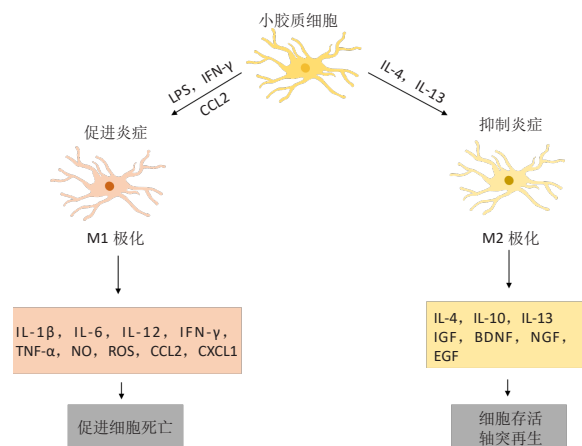 小胶质细胞
LPS，IFN-γ
CCL2
IL-4，IL-13
促进炎症
抑制炎症
M1 极化
M2 极化
IL-1β，IL-6，IL-12，IFN-γ，
TNF-α，NO，ROS，CCL2，CXCL1
IL-4，IL-10，IL-13
IGF，BDNF，NGF，
EGF
促进细胞死亡
细胞存活
轴突再生